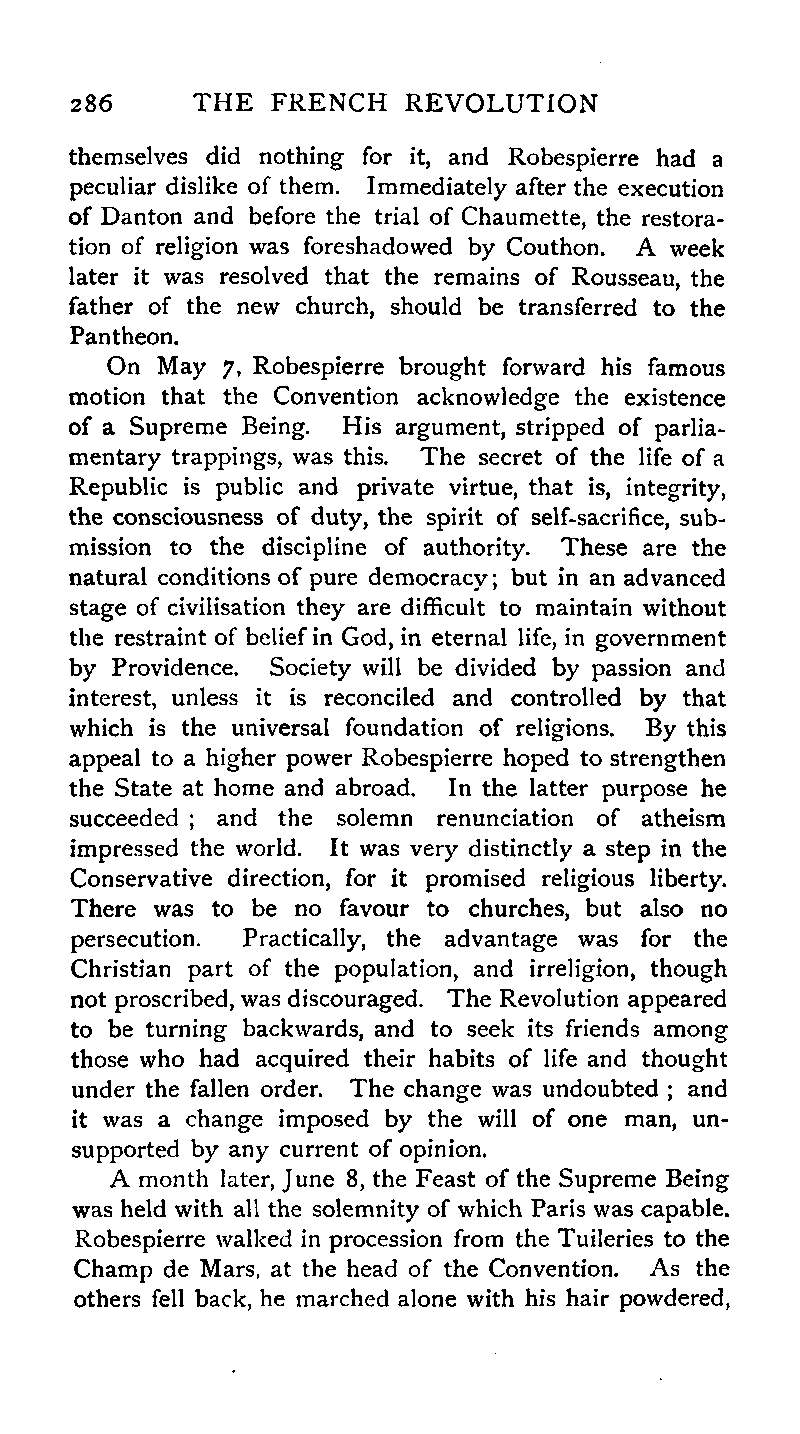 286 THE FRENCH REVOLUTION
themselves did nothing for it, and Robespierre had a
peculiar dislike of them. Immediately after the execution
of Danton and before the trial of Chaumette, the restora-
tion of religion was foreshadowed by Couthon. A week
later it was resolved that the remains of Rousseau, the
father of the new church, should be transferred to the
Pantheon.
On May 7, Robespierre brought forward his famous
motion that the Convention acknowledge the existence
of a Supreme Being. His argument, stripped of parlia-
mentary trappings, was this. The secret of the life of a
Republic is public and private virtue, that is, integrity,
the consciousness of duty, the spirit of self-sacrifice, sub-
mission to the discipline of authority. These are the
natural conditions of pure democracy; but in an advanced
stage of civilisation they are difficult to maintain without
the restraint of belief in God, in eternal life, in government
by Providence. Society will be divided by passion and
interest, unless it is reconciled and controlled by that
which is the universal foundation of religions. By this
appeal to a higher power Robespierre hoped to strengthen
the State at home and abroad. In the latter purpose he
succeeded ; and the solemn renunciation of atheism
impressed the world. It was very distinctly a step in the
Conservative direction, for it promised religious liberty.
There was to be no favour to churches, but also no
persecution. Practically, the advantage was for the
Christian part of the population, and irreligion, though
not proscribed, was discouraged. The Revolution appeared
to be turning backwards, and to seek its friends among
those who had acquired their habits of life and thought
under the fallen order. The change was undoubted ; and
it was a change imposed by the will of one man, un-
supported by any current of opinion.
A month later, June 8, the Feast of the Supreme Being
was held with all the solemnity of which Paris was capable.
Robespierre walked in procession from the Tuileries to the
Champ de Mars, at the head of the Convention. As the
others fell back, he marched alone with his hair powdered,